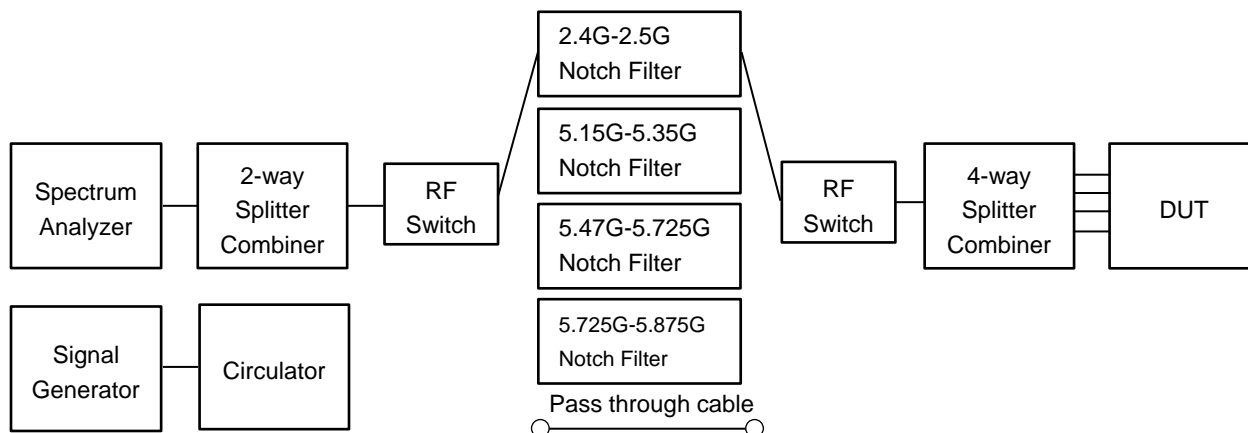 2.4G-2.5G
Notch Filter
5.15G-5.35G
Notch Filter
5.47G-5.725G
Notch Filter
5.725G-5.875G
Notch Filter
Pass through cable
Spectrum
Analyzer
2-way
Splitter
Combiner
RF
Switch
RF
Switch
4-way
Splitter
Combiner
DUT
Signal
Generator
Circulator